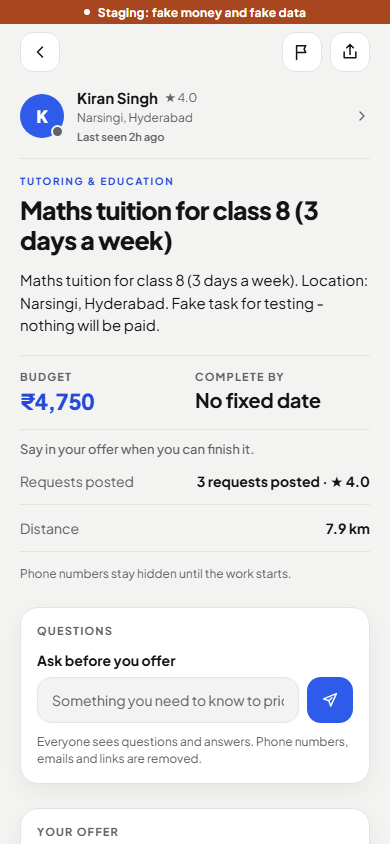 Staging: fake money and fake data
Kiran Singh ★ 4.0
K
Narsingi, Hyderabad
Last seen 2h ago
TUTORING & EDUCATION
Maths tuition for class 8 (3
days a week)
Maths tuition for class 8 (3 days a week). Location:
Narsingi, Hyderabad. Fake task for testing -
nothing will be paid.
BUDGET COMPLETE BY
₹4,750 No fixed date
Say in your offer when you can finish it.
Requests posted 3 requests posted · ★ 4.0
Distance 7.9 km
Phone numbers stay hidden until the work starts.
QUESTIONS
Ask before you offer
Something you need to know to pric
Everyone sees questions and answers. Phone numbers,
emails and links are removed.
YOUR OFFER